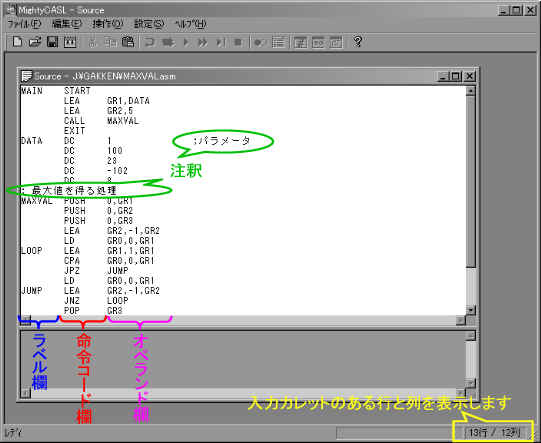 MightyCASL - Source
ファイル(F) 編集(E) 操作(O) 設定(S) ヘルプ(H)
Source - J¥GAKKEN¥MAXVAL.asm
MAIN START
LEA GR1,DATA
LEA GR2,5
CALL MAXVAL
EXIT
DATA DC 1 ;パラメータ
DC 100
DC 23
DC -102
DC 8
注釈
; 最大値を得る処理
MAXVAL PUSH 0,GR1
PUSH 0,GR2
PUSH 0,GR3
LEA GR2,-1,GR2
LD GR0,0,GR1
LOOP LEA GR1,1,GR1
CPA GR0,0,GR1
JPZ JUMP
LD GR0,0,GR1
JUMP LEA GR2,-1,GR2
JNZ LOOP
POP GR3
ラベル欄
命令コード欄
オペランド欄
入力カレットのある行と列を表示します
レディ
13行 / 12列